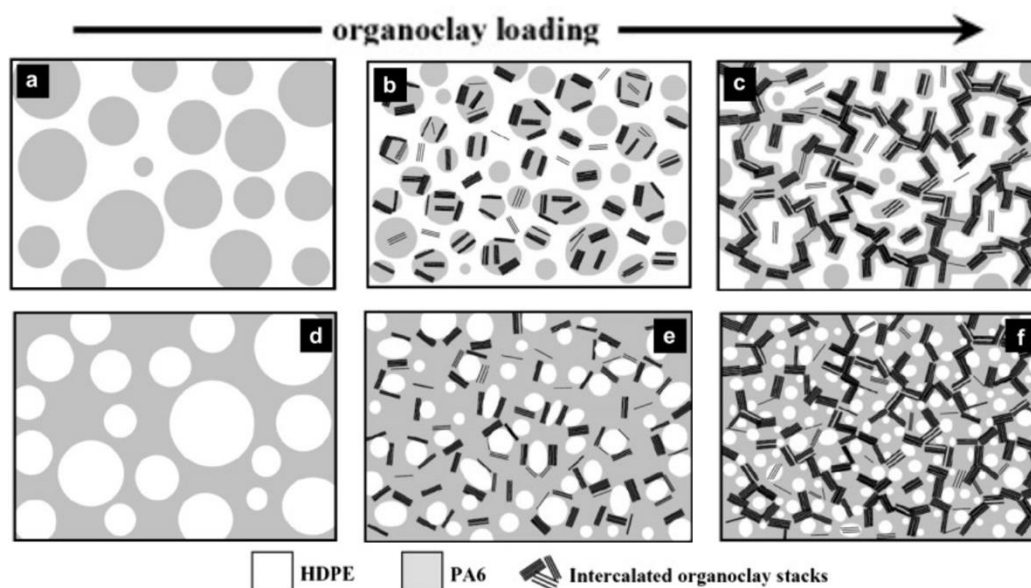 organoclay loading
a
b
c
d
e
f
HDPE
PA6
Intercalated organoclay stacks